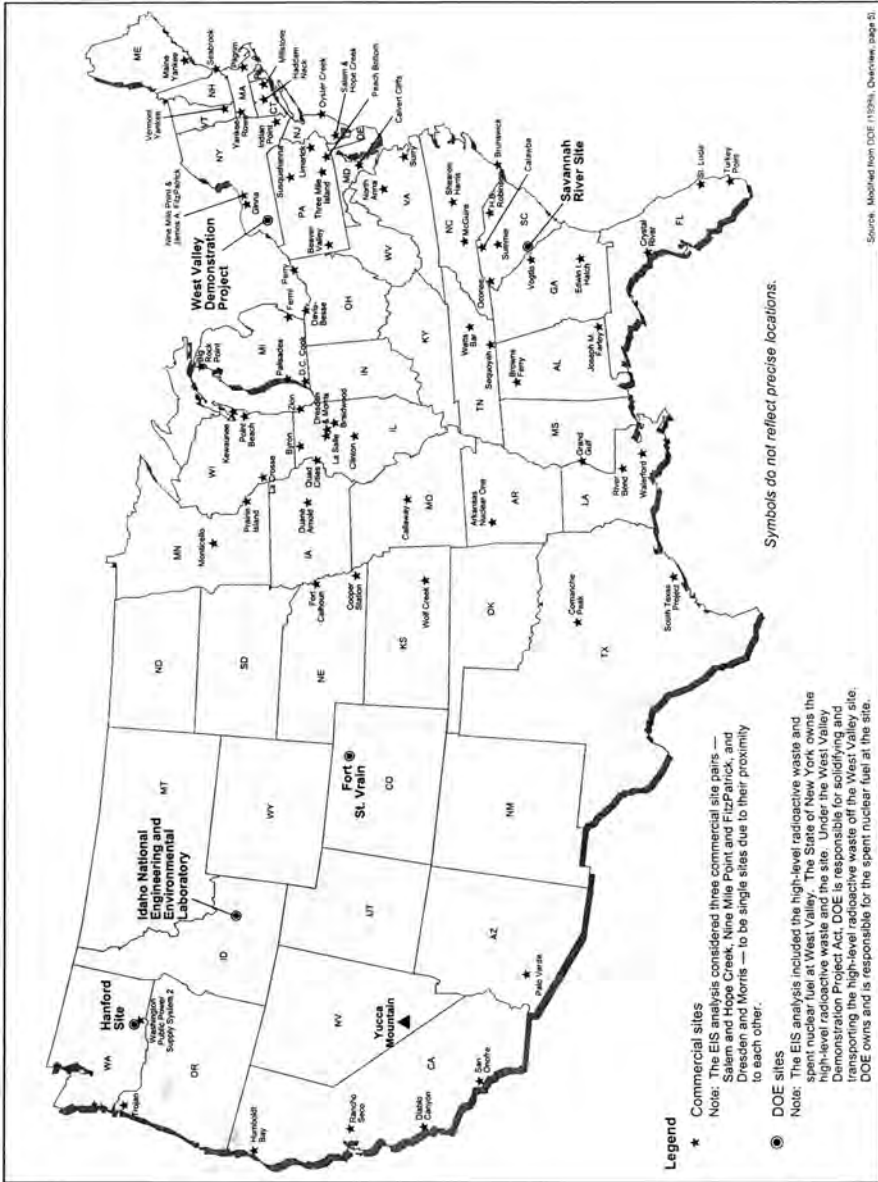 ME
Maine
Yankee
Seabrook
NH
VT
Vermont
Yankee
MA
Yankee
Rowe
CT
Millstone
Haddam
Neck
Indian
Point
NY
Nine Mile Point &
James A. FitzPatrick
Ginna
West Valley
Demonstration
Project
NJ
Oyster Creek
Salem &
Hope Creek
Peach Bottom
Calvert Cliffs
DE
MD
PA
Susquehanna
Limerick
Three Mile
Island
Beaver
Valley
Perry
OH
Davis-
Besse
Fermi
MI
Big
Rock
Point
Palisades
D.C. Cook
IN
WV
VA
North
Anna
Surry
KY
NC
Shearon
Harris
McGuire
Brunswick
H.B.
Robinson
Catawba
SC
Summer
Oconee
Savannah
River Site
TN
Watts
Bar
Sequoyah
GA
Vogtle
Edwin I.
Hatch
AL
Browns
Ferry
Joseph M.
Farley
FL
Crystal
River
St. Lucie
Turkey
Point
MS
Grand
Gulf
LA
River
Bend
Waterford
AR
Arkansas
Nuclear One
MO
Callaway
IL
Zion
Byron
Dresden
& Morris
Braidwood
La Salle
Quad
Cities
Clinton
WI
Kewaunee
Point
Beach
La Crosse
MN
Monticello
Prairie
Island
IA
Duane
Arnold
ND
SD
NE
Fort
Calhoun
Cooper
Station
KS
Wolf Creek
OK
TX
Comanche
Peak
South Texas
Project
MT
WY
CO
Fort
St. Vrain
NM
ID
Idaho National
Engineering and
Environmental
Laboratory
UT
AZ
Palo Verde
WA
Hanford
Site
Washington
Public Power
Supply System 2
OR
Trojan
NV
Yucca
Mountain
CA
Humboldt
Bay
Rancho
Seco
Diablo
Canyon
San
Onofre
Symbols do not reflect precise locations.
Legend
Commercial sites
Note: The EIS analysis considered three commercial site pairs —
Salem and Hope Creek, Nine Mile Point and FitzPatrick, and
Dresden and Morris — to be single sites due to their proximity
to each other.
DOE sites
Note: The EIS analysis included the high-level radioactive waste and
spent nuclear fuel at West Valley. The State of New York owns the
high-level radioactive waste and the site. Under the West Valley
Demonstration Project Act, DOE is responsible for solidifying and
transporting the high-level radioactive waste off the West Valley site.
DOE owns and is responsible for the spent nuclear fuel at the site.
Source: Modified from DOE Overview, page 5).